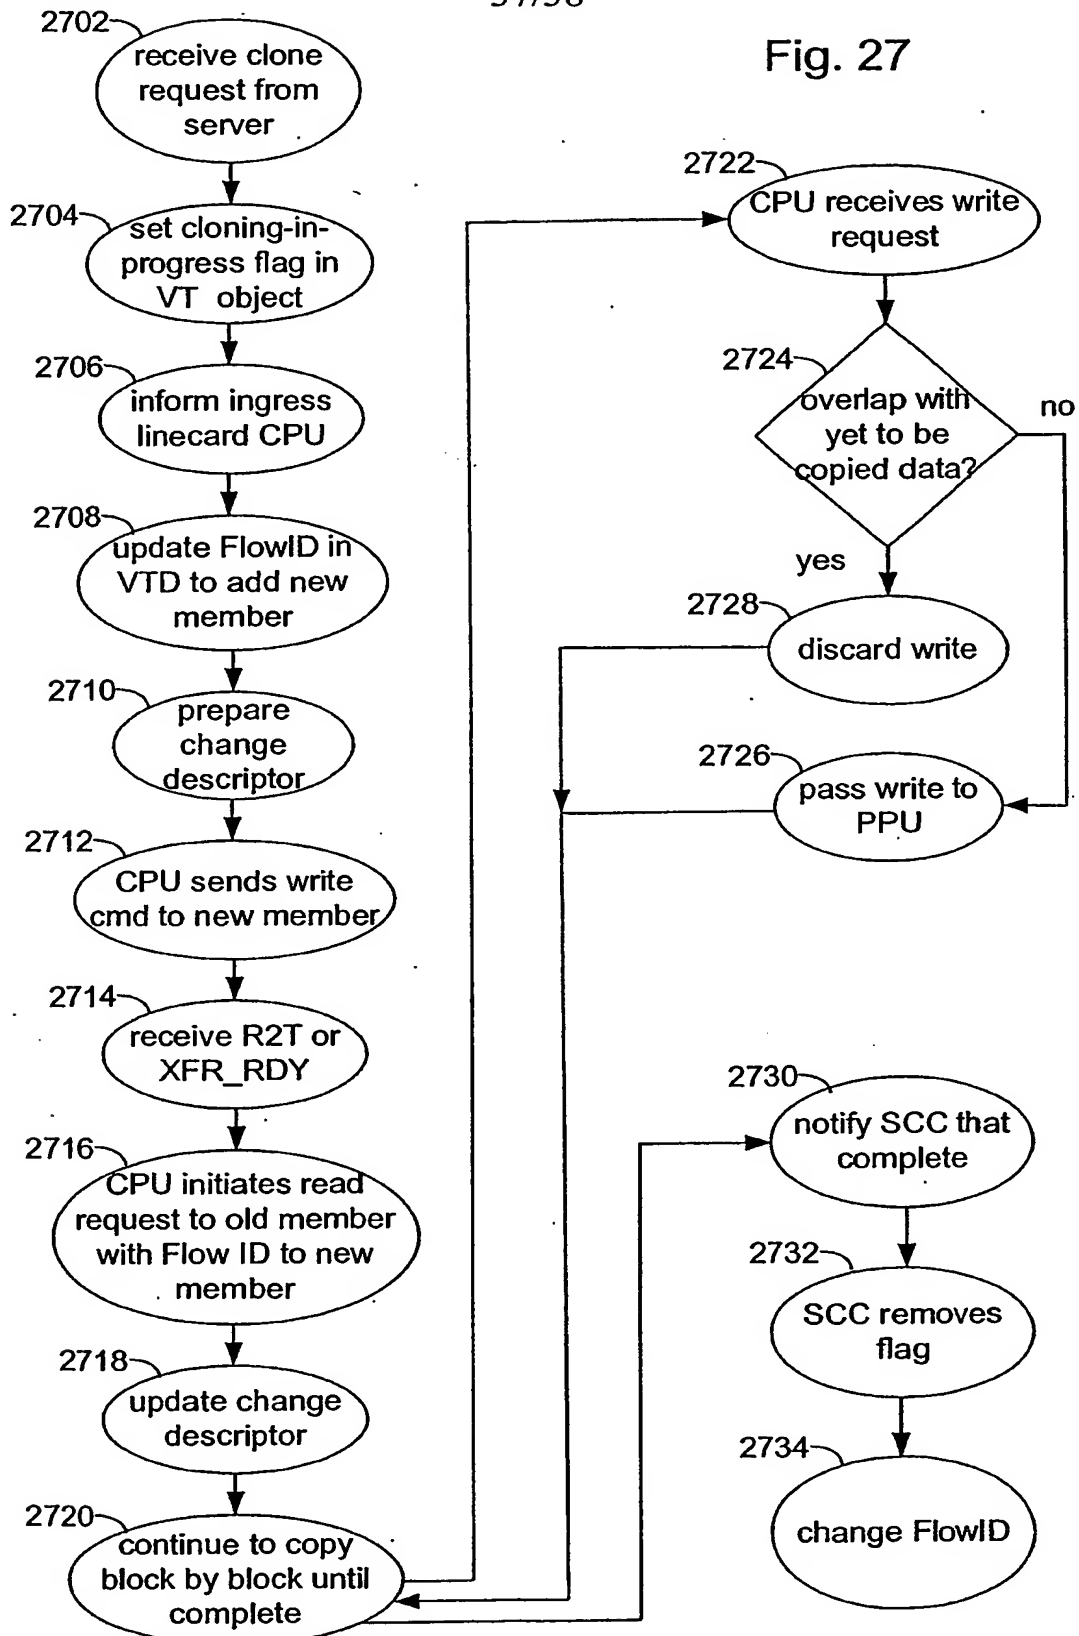 Fig. 27
2702
receive clone
request from
server
2704
set cloning-in-
progress flag in
VT_object
2706
inform ingress
linecard CPU
2708
update FlowID in
VTD to add new
member
2710
prepare
change
descriptor
2712
CPU sends write
cmd to new member
2714
receive R2T or
XFR_RDY
2716
CPU initiates read
request to old member
with Flow ID to new
member
2718
update change
descriptor
2720
continue to copy
block by block until
complete
2722
CPU receives write
request
2724
overlap with
yet to be
copied data?
no
yes
2728
discard write
2726
pass write to
PPU
2730
notify SCC that
complete
2732
SCC removes
flag
2734
change FlowID